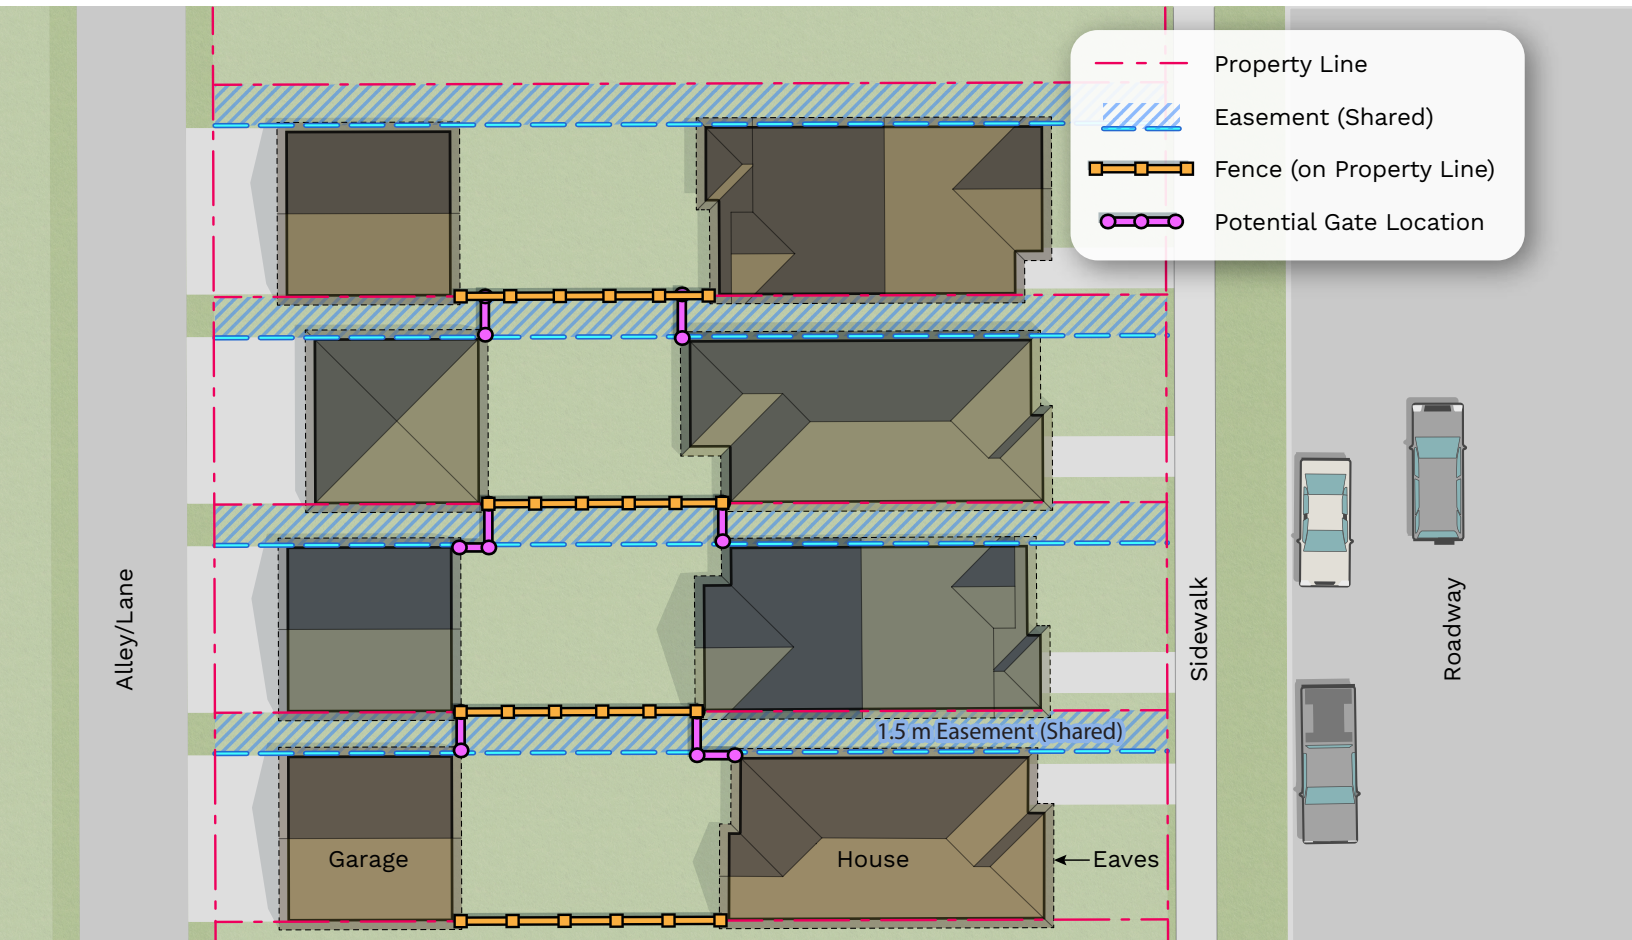 Property Line
Easement (Shared)
Fence (on Property Line)
Potential Gate Location
Alley/Lane
Sidewalk
Roadway
1.5 m Easement (Shared)
Garage
House
Eaves